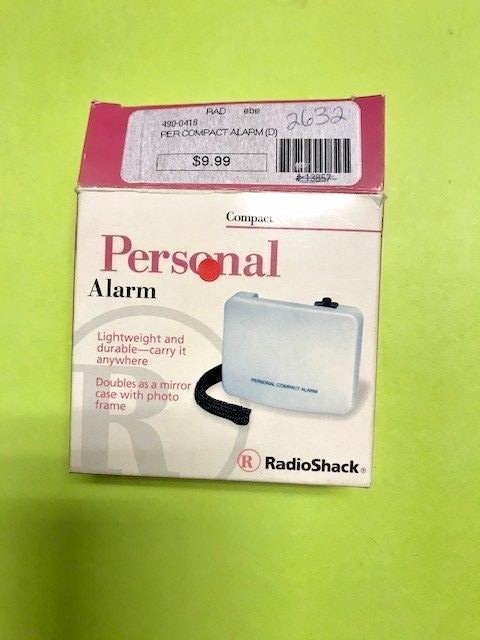 RAD ebe
490-0418
2632
PER COMPACT ALARM (D)
$9.99
Compact
Personal
Alarm
Lightweight and
durable—carry it
anywhere
Doubles as a mirror
case with photo
frame
PERSONAL COMPACT ALARM
R RadioShack®